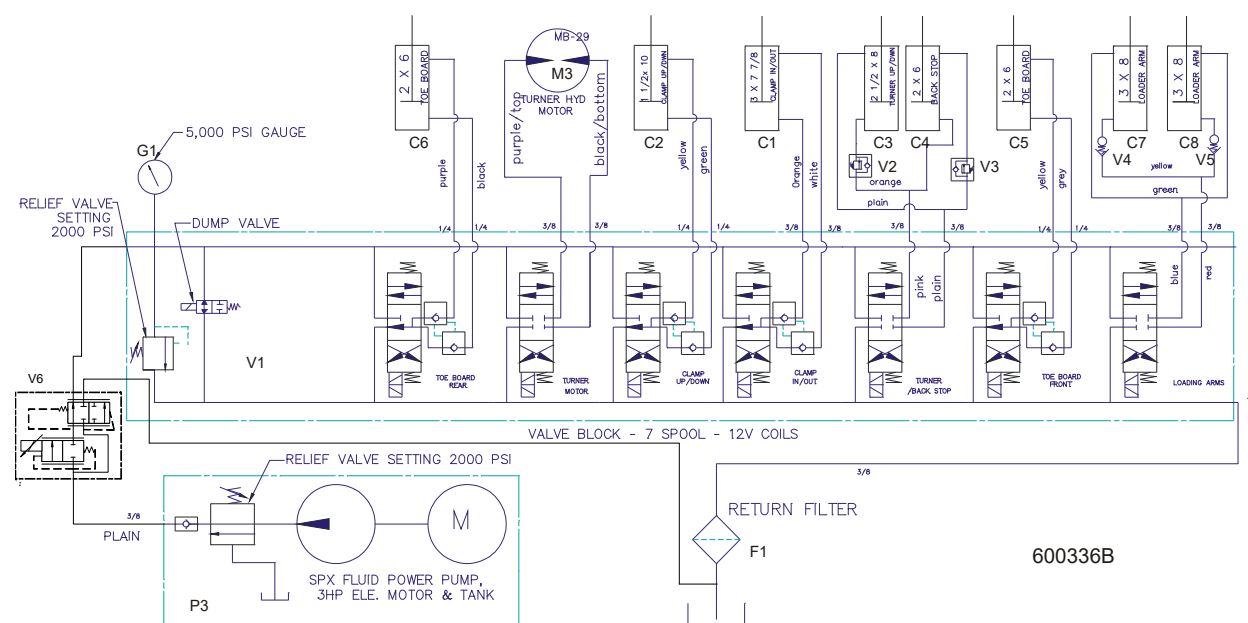 MB-29
M3
TURNER HYD
MOTOR
2 X 6
TOE BOARD
C6
purple/top
black/bottom
1 1/2x 10
CLAMP UP/DWN
C2
3 X 7 7/8
CLAMP IN/OUT
C1
2 1/2 X 8
TURNER UP/DWN
C3
2 X 6
BACK STOP
C4
2 X 6
TOE BOARD
C5
3 X 8
LOADER ARM
C7
3 X 8
LOADER ARM
C8
5,000 PSI GAUGE
G1
purple
black
yellow
green
Orange
white
V2
V3
orange
plain
yellow
grey
V4
V5
yellow
green
RELIEF VALVE
SETTING
2000 PSI
DUMP VALVE
1/4
1/4
3/8
3/8
1/4
1/4
3/8
3/8
3/8
3/8
1/4
1/4
3/8
3/8
pink
plain
blue
red
V1
TOE BOARD
REAR
TURNER
MOTOR
CLAMP
UP/DOWN
CLAMP
IN/OUT
TURNER
/BACK STOP
TOE BOARD
FRONT
LOADING ARMS
V6
VALVE BLOCK - 7 SPOOL - 12V COILS
RELIEF VALVE SETTING 2000 PSI
3/8
3/8
PLAIN
M
RETURN FILTER
F1
SPX FLUID POWER PUMP,
3HP ELE. MOTOR & TANK
P3
600336B